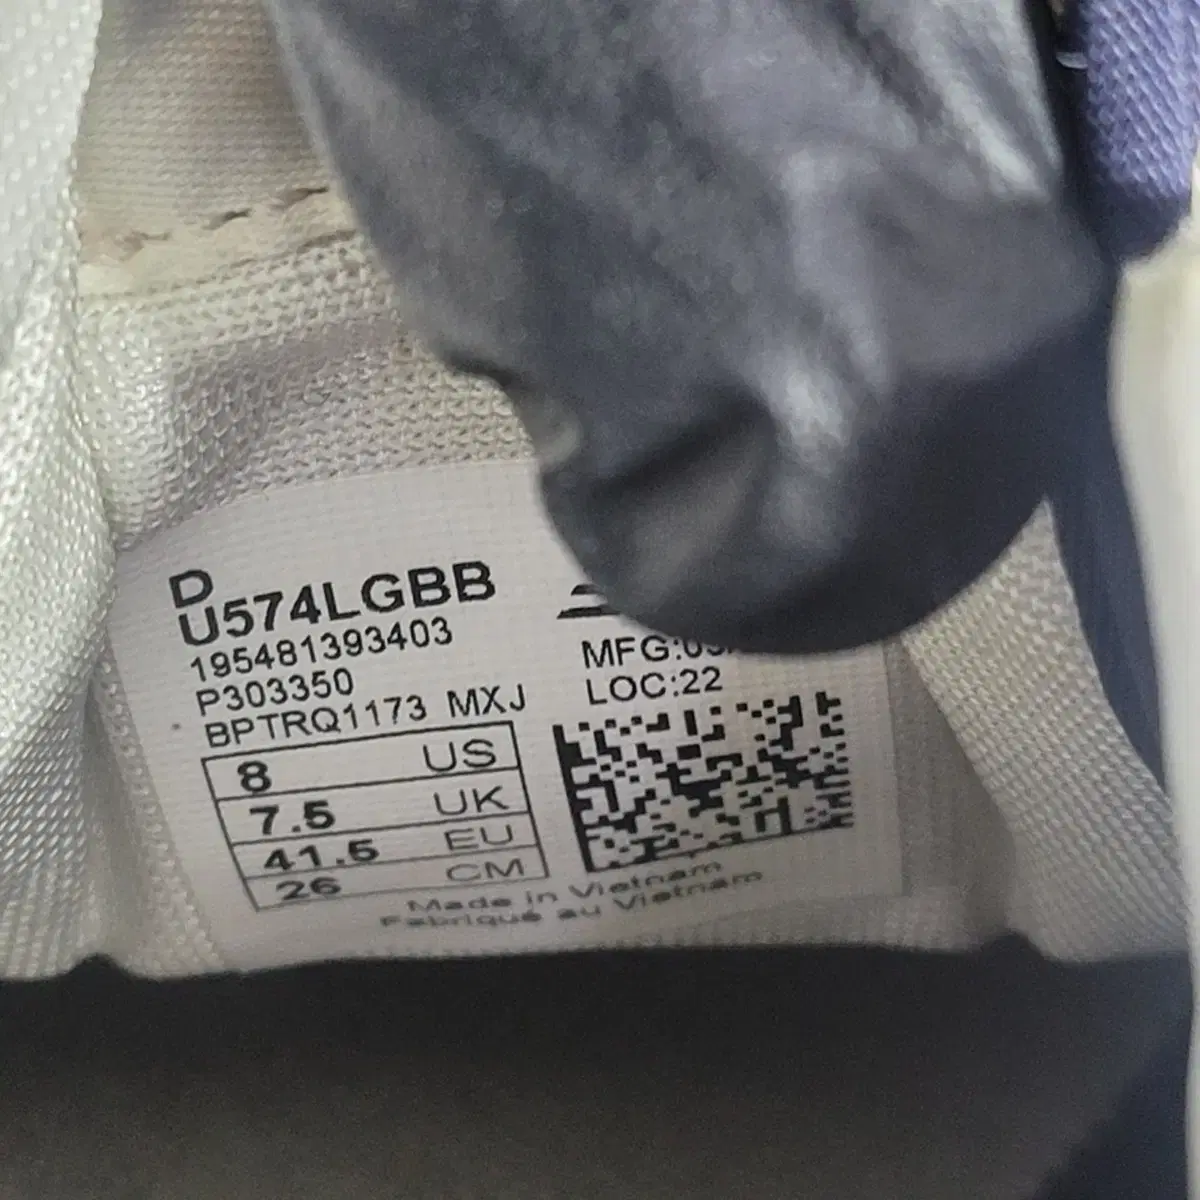 D
U574LGBB
195481393403
P303350
BPTRQ1173 MXJ
8 US
7.5 UK
41.5 EU
26 CM
MFG:
LOC:22
Made in Vietnam
Fabriqué au Vietnam